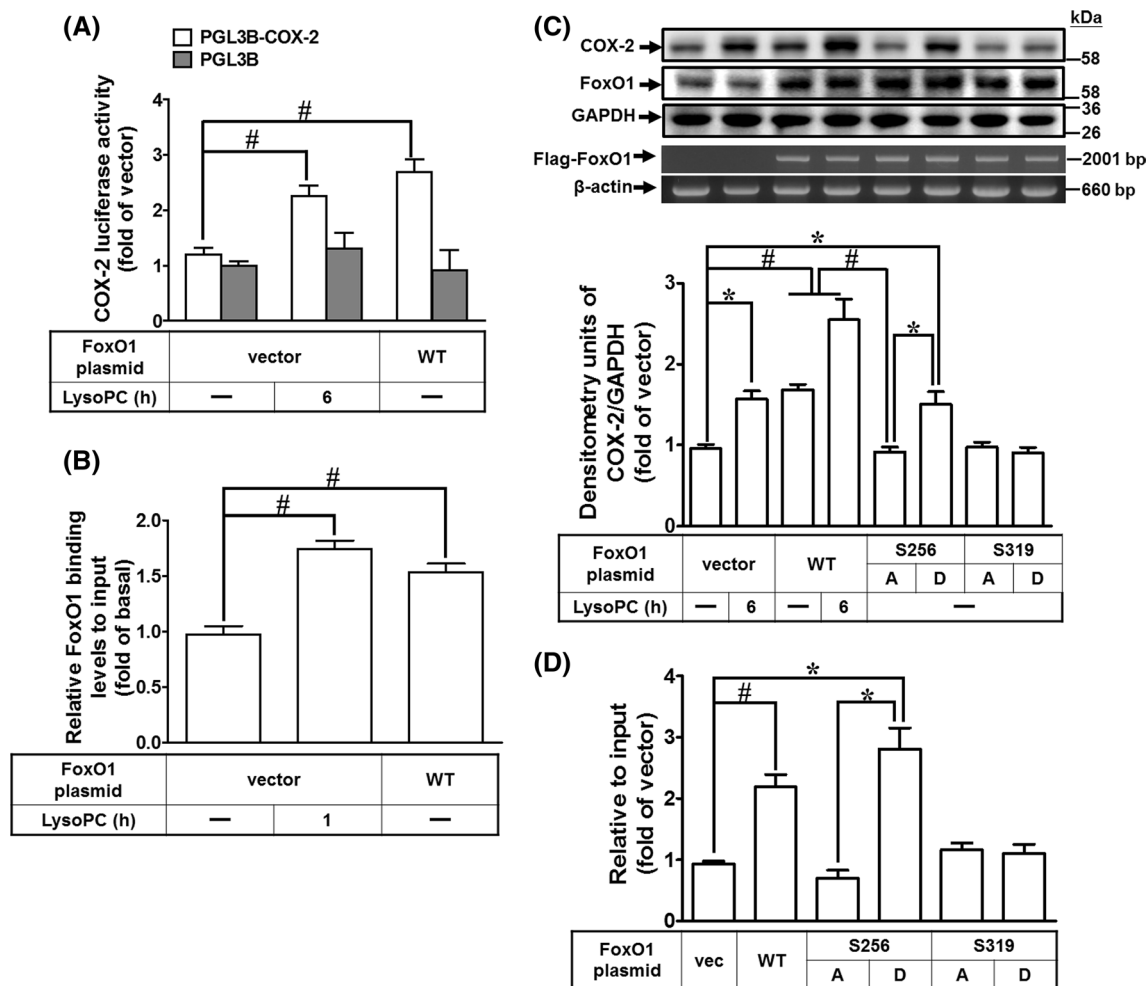 (A)
PGL3B-COX-2
PGL3B
COX-2 luciferase activity
(fold of vector)
4
3
2
1
0
#
#
FoxO1 plasmid vector WT
LysoPC (h) — 6 —
(B)
Relative FoxO1 binding
levels to input
(fold of basal)
2.0
1.5
1.0
0.5
0.0
#
#
FoxO1 plasmid vector WT
LysoPC (h) — 1 —
(C)
kDa
COX-2
58
FoxO1
58
GAPDH
36
26
Flag-FoxO1 2001 bp
β-actin 660 bp
Densitometry units of
COX-2/GAPDH
(fold of vector)
3
2
1
0
*
# #
*
*
FoxO1 plasmid vector WT S256 S319
A D A D
LysoPC (h) — 6 — 6 —
(D)
Relative to input
(fold of vector)
4
3
2
1
0
*
# *
FoxO1 plasmid vec WT S256 S319
A D A D